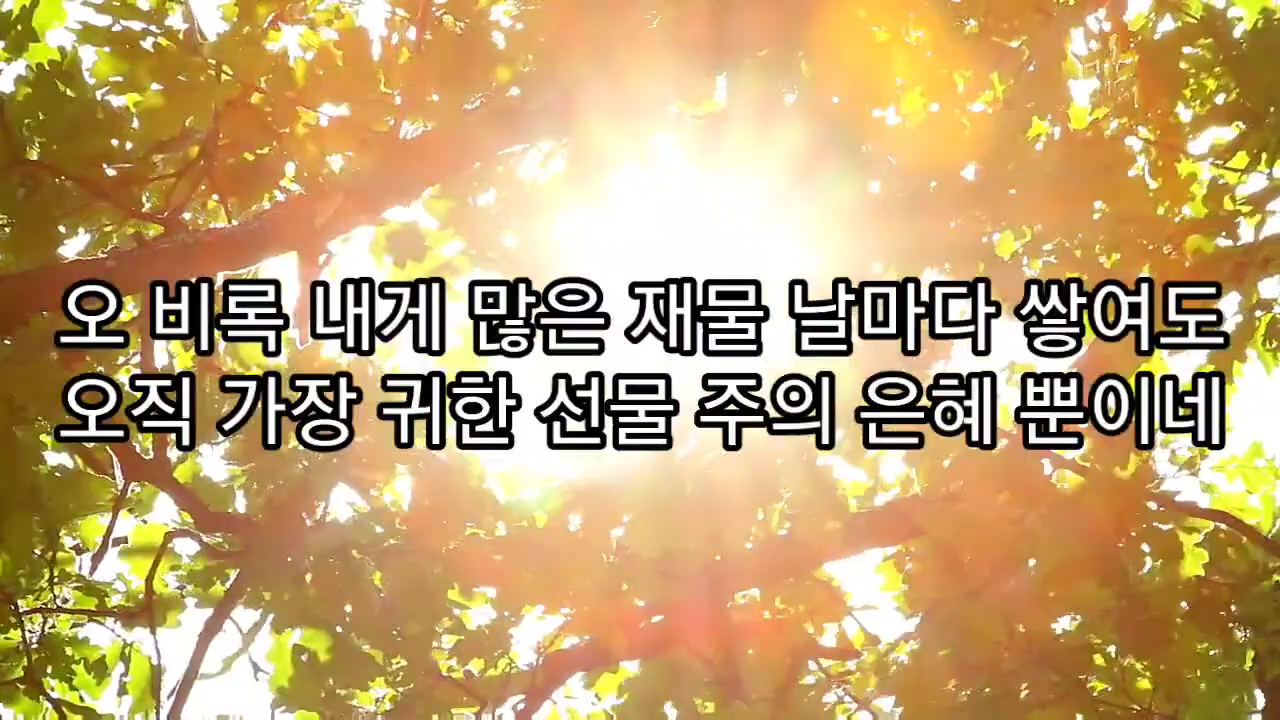 오 비록 내게 많은 재물 날마다 쌓여도
오직 가장 귀한 선물 주의 은혜 뿐이네